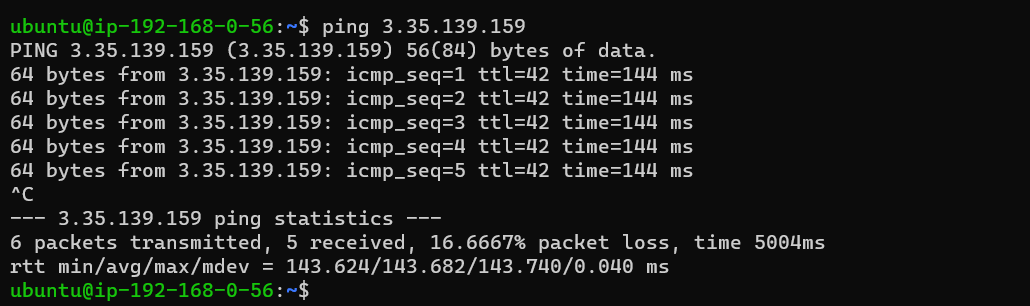 ubuntu@ip-192-168-0-56:~$ ping 3.35.139.159
PING 3.35.139.159 (3.35.139.159) 56(84) bytes of data.
64 bytes from 3.35.139.159: icmp_seq=1 ttl=42 time=144 ms
64 bytes from 3.35.139.159: icmp_seq=2 ttl=42 time=144 ms
64 bytes from 3.35.139.159: icmp_seq=3 ttl=42 time=144 ms
64 bytes from 3.35.139.159: icmp_seq=4 ttl=42 time=144 ms
64 bytes from 3.35.139.159: icmp_seq=5 ttl=42 time=144 ms
^C
--- 3.35.139.159 ping statistics ---
6 packets transmitted, 5 received, 16.6667% packet loss, time 5004ms
rtt min/avg/max/mdev = 143.624/143.682/143.740/0.040 ms
ubuntu@ip-192-168-0-56:~$